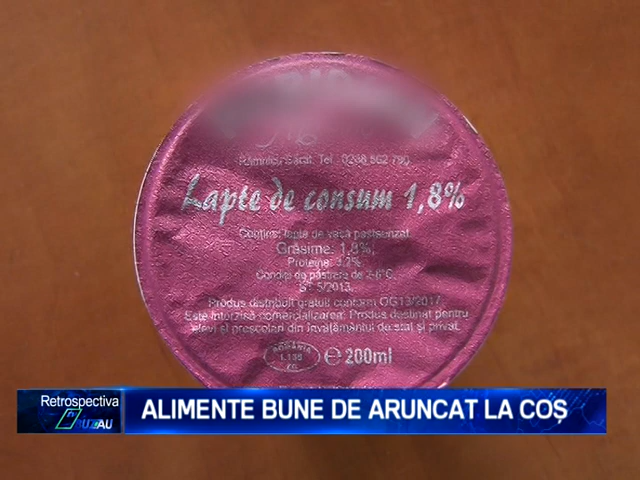 Râmnicu Sărat. Tel. 0238 562 790
Lapte de consum 1,8%
Conține: lapte de vacă pasteurizat
Grăsime: 1,8%,
Proteine: 3,2%
Condiții de păstrare de 2-6°C.
ST 5/2013.
Produs distribuit gratuit conform OG13/2017
Este interzisă comercializarea! Produs destinat pentru
elevi și preșcolari din învățământul de stat și privat.
ROMÂNIA
e 200ml
Retrospectiva
ALIMENTE BUNE DE ARUNCAT LA COȘ
BUZAU